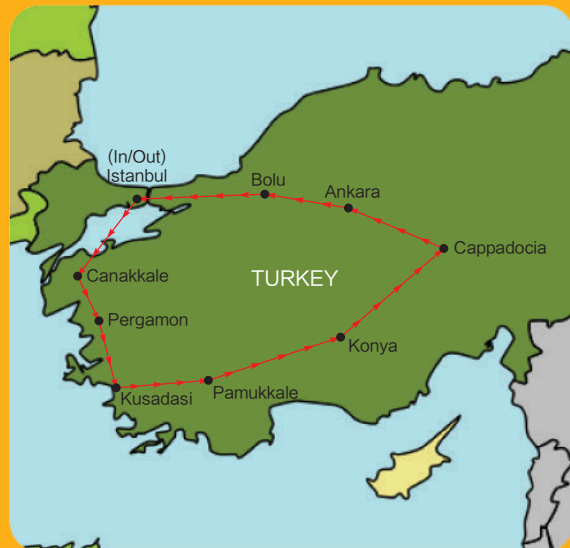 (In/Out)
Istanbul
Bolu
Ankara
Cappadocia
Canakkale
TURKEY
Pergamon
Konya
Kusadasi
Pamukkale